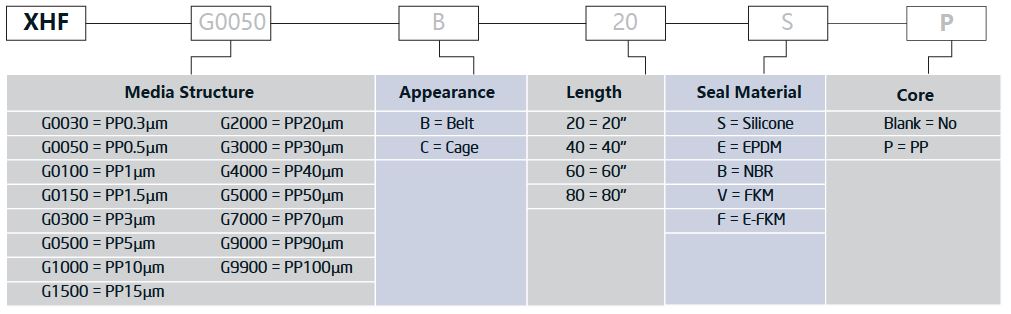 XHF G0050 B 20 S P
Media Structure Appearance Length Seal Material Core
G0030 = PP0.3μm G2000 = PP20μm B = Belt 20 = 20″ S = Silicone Blank = No
G0050 = PP0.5μm G3000 = PP30μm C = Cage 40 = 40″ E = EPDM P = PP
G0100 = PP1μm G4000 = PP40μm 60 = 60″ B = NBR
G0150 = PP1.5μm G5000 = PP50μm 80 = 80″ V = FKM
G0300 = PP3μm G7000 = PP70μm F = E-FKM
G0500 = PP5μm G9000 = PP90μm
G1000 = PP10μm G9900 = PP100μm
G1500 = PP15μm